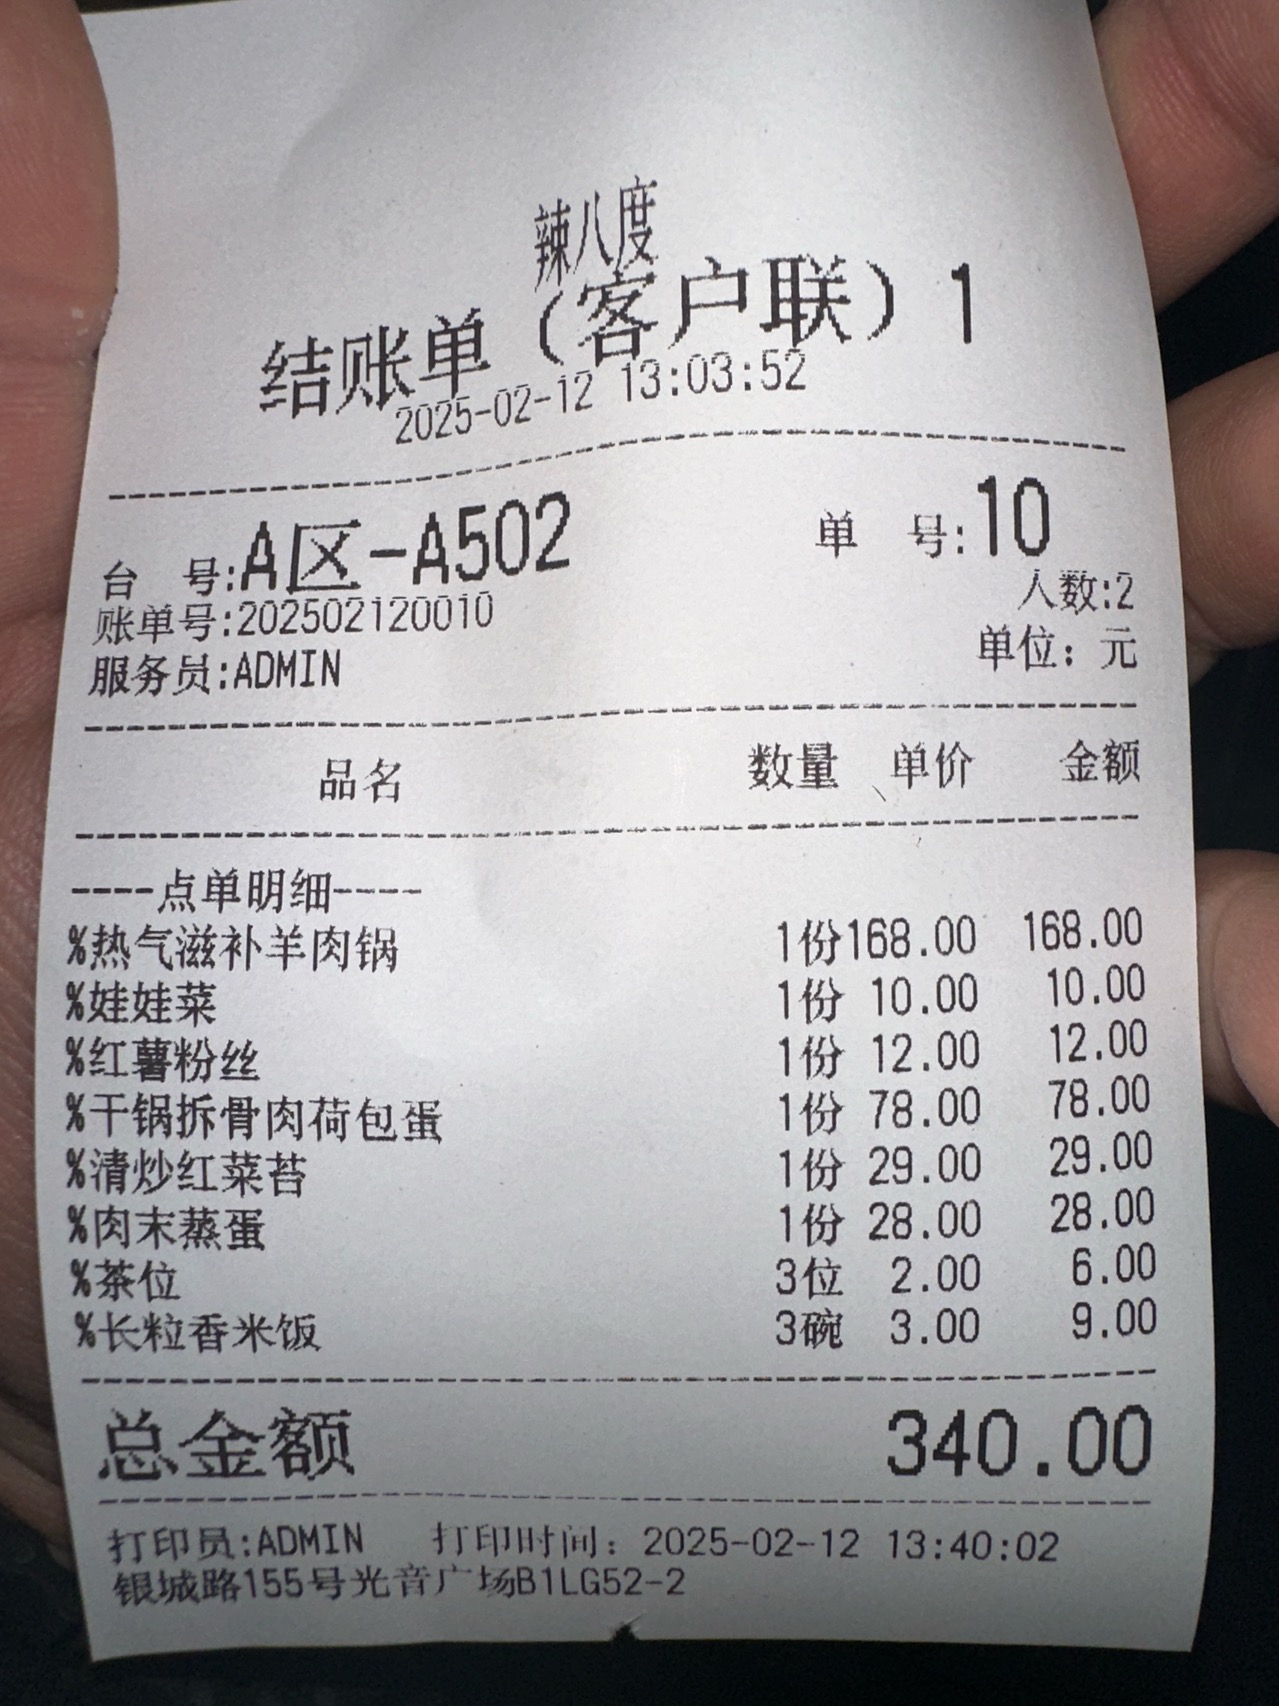 辣八度
结账单（客户联）1
2025-02-12 13:03:52
台 号:A区-A502 单 号:10
账单号:202502120010 人数:2
服务员:ADMIN 单位：元
品名 数量 单价 金额
----点单明细----
%热气滋补羊肉锅 1份168.00 168.00
%娃娃菜 1份 10.00 10.00
%红薯粉丝 1份 12.00 12.00
%干锅拆骨肉荷包蛋 1份 78.00 78.00
%清炒红菜苔 1份 29.00 29.00
%肉末蒸蛋 1份 28.00 28.00
%茶位 3位 2.00 6.00
%长粒香米饭 3碗 3.00 9.00
总金额 340.00
打印员:ADMIN 打印时间：2025-02-12 13:40:02
银城路155号光音广场B1LG52-2